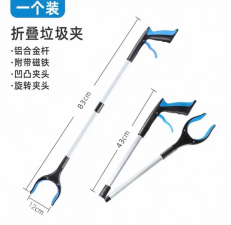 一个装
折叠垃圾夹
• 铝合金杆
• 附带磁铁
• 凹凸夹头
• 旋转夹头
83cm
43cm
12cm